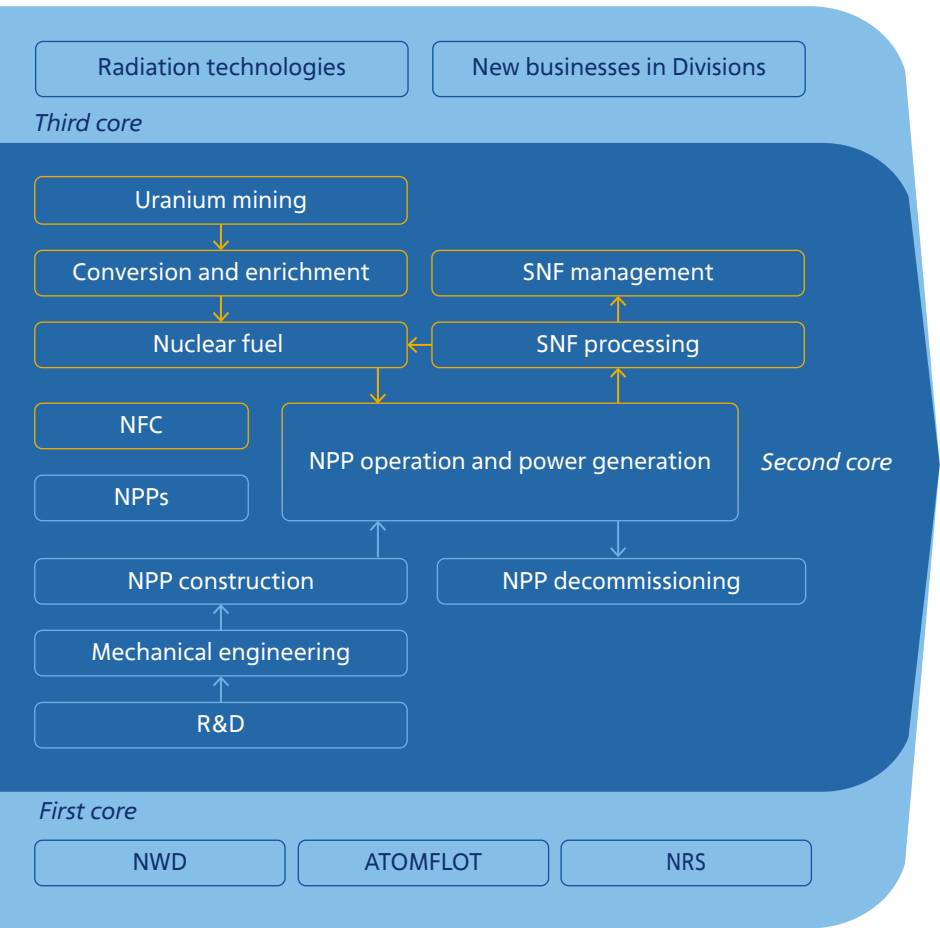 Radiation technologies
New businesses in Divisions
Third core
Uranium mining
Conversion and enrichment
SNF management
Nuclear fuel
SNF processing
NFC
NPP operation and power generation
Second core
NPPs
NPP construction
NPP decommissioning
Mechanical engineering
R&D
First core
NWD
ATOMFLOT
NRS